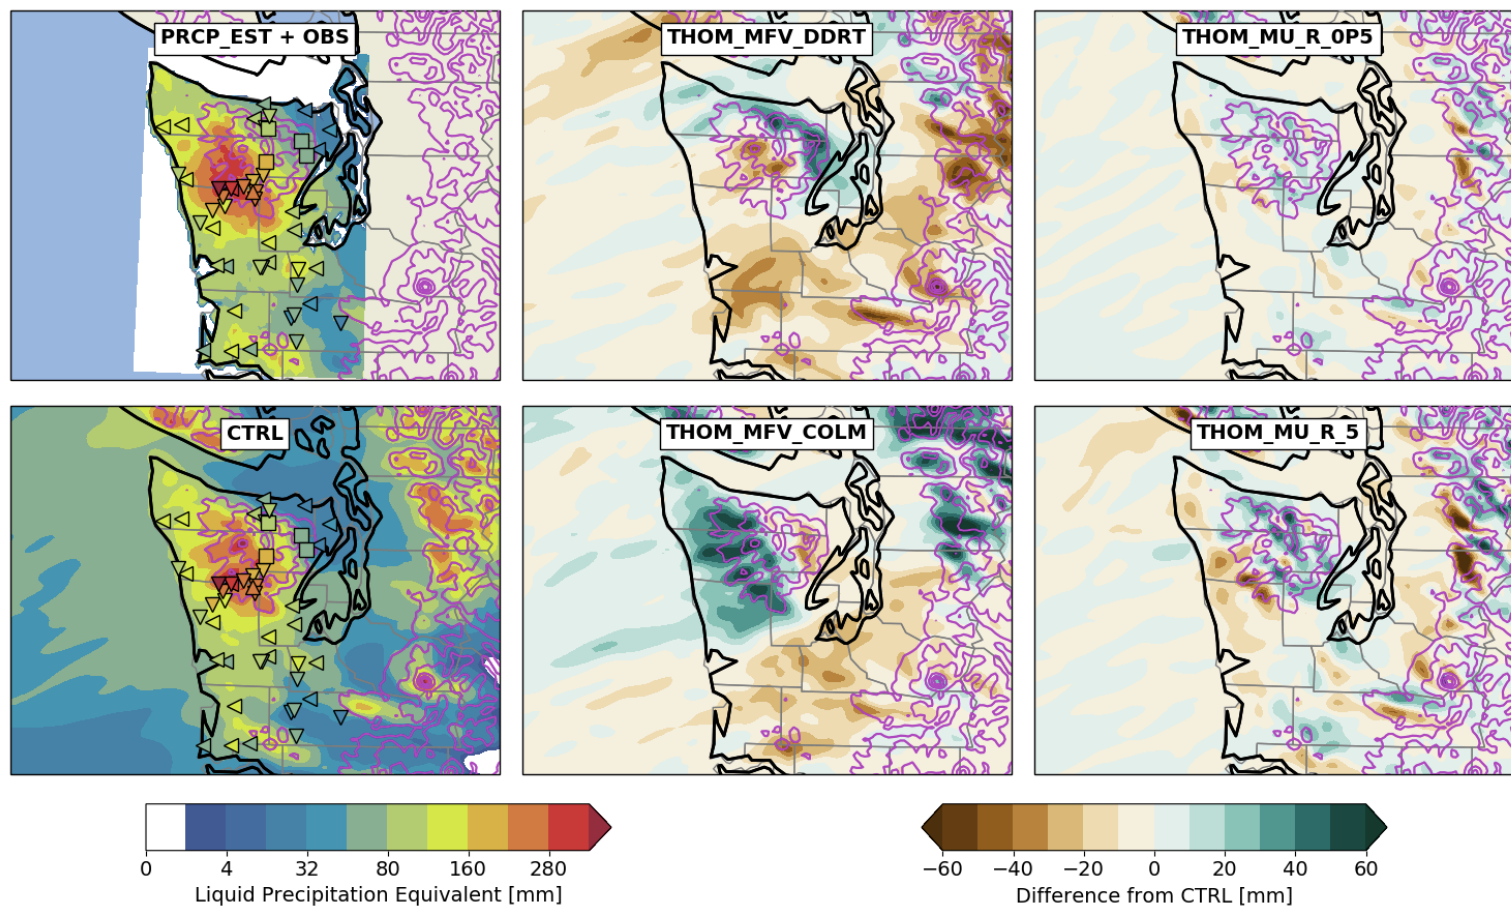 PRCP_EST + OBS
THOM_MFV_DDRT
THOM_MU_R_0P5
CTRL
THOM_MFV_COLM
THOM_MU_R_5
0 4 32 80 160 280
Liquid Precipitation Equivalent [mm]
−60 −40 −20 0 20 40 60
Difference from CTRL [mm]